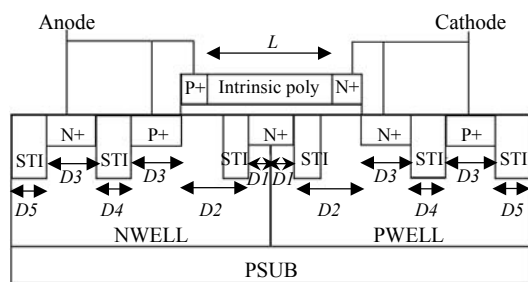 Anode Cathode
L
P+ Intrinsic poly N+
N+ P+ N+ N+ P+
STI STI STI STI STI STI
D3 D3 D1 D1 D3 D3
D5 D4 D2 D2 D4 D5
NWELL PWELL
PSUB